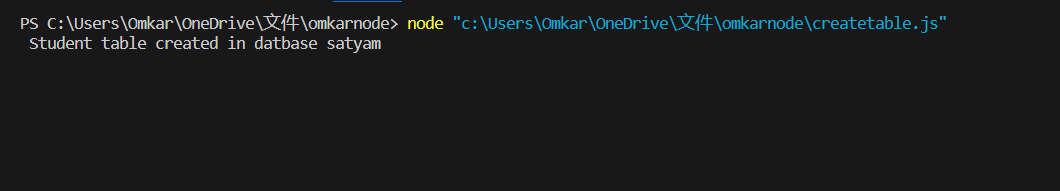 PS C:\Users\Omkar\OneDrive\文件\omkarnode> node "c:\Users\Omkar\OneDrive\文件\omkarnode\createtable.js"
Student table created in datbase satyam